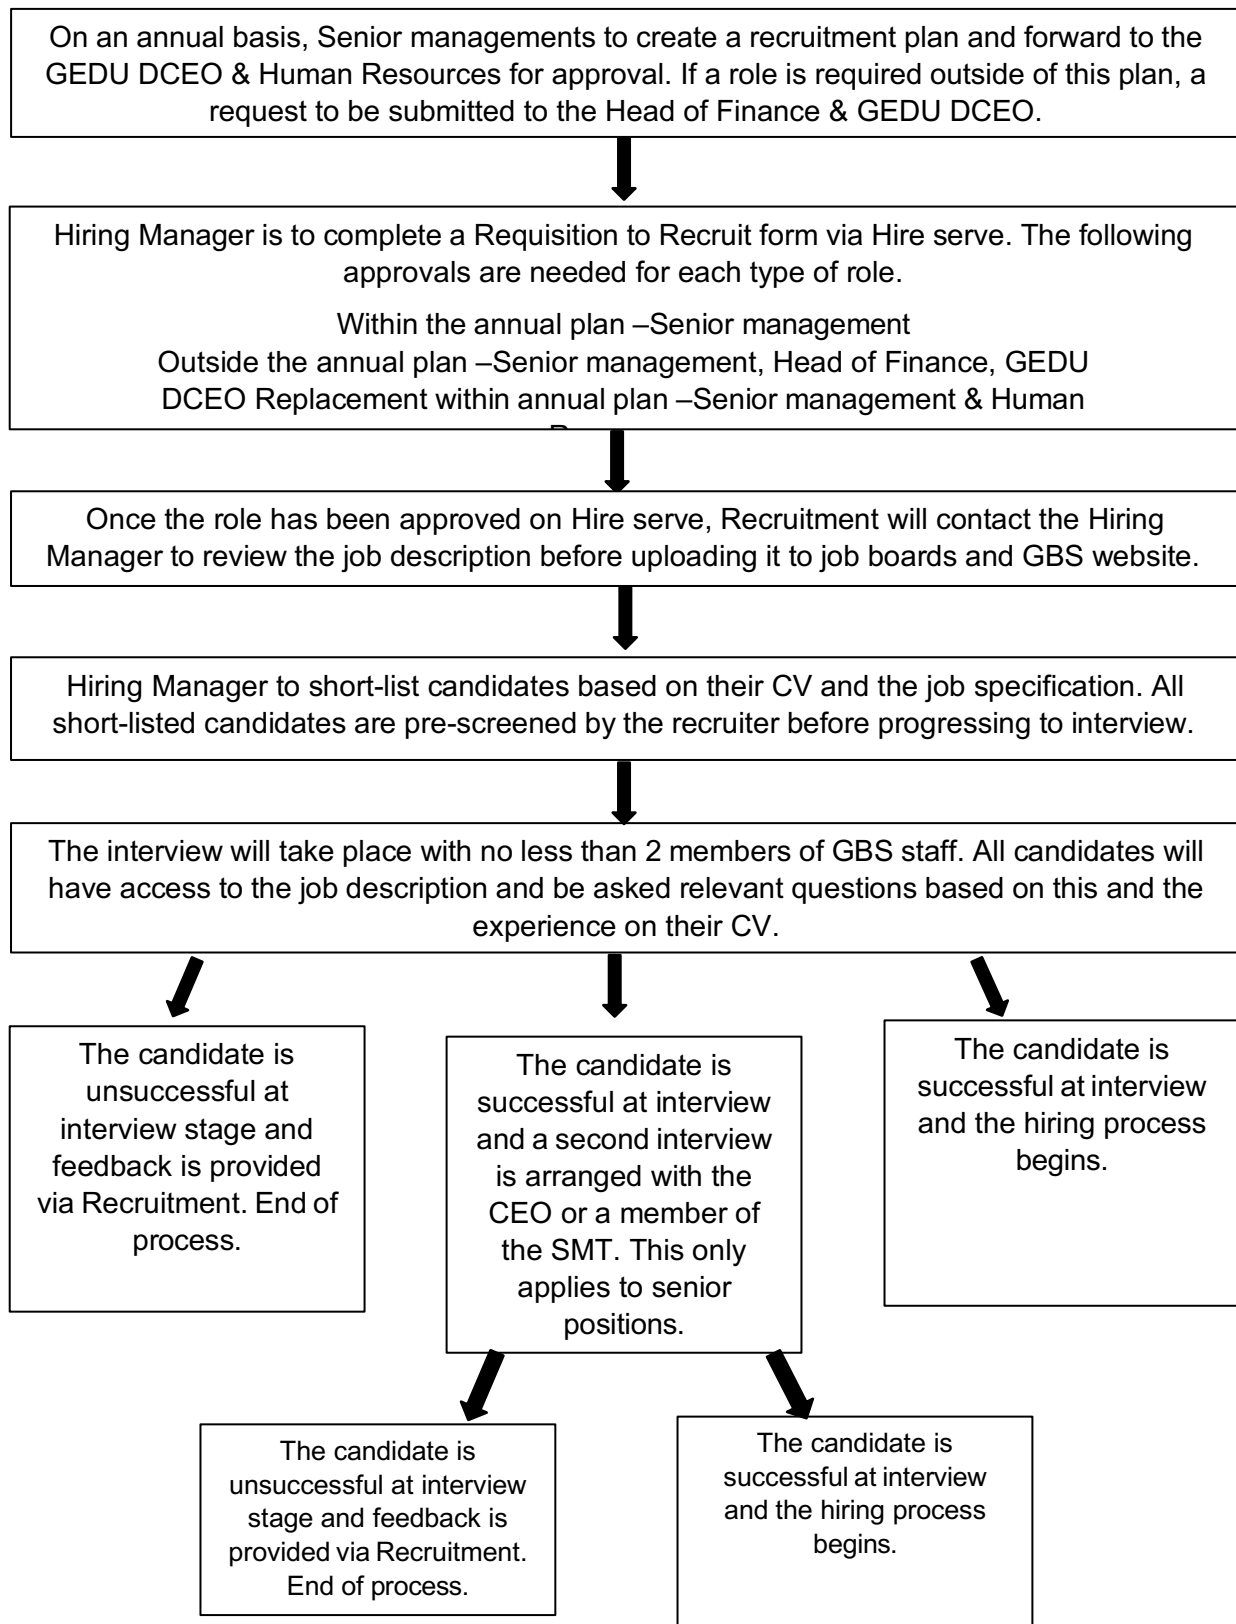 On an annual basis, Senior managements to create a recruitment plan and forward to the
GEDU DCEO & Human Resources for approval. If a role is required outside of this plan, a
request to be submitted to the Head of Finance & GEDU DCEO.
Hiring Manager is to complete a Requisition to Recruit form via Hire serve. The following
approvals are needed for each type of role.
Within the annual plan –Senior management
Outside the annual plan –Senior management, Head of Finance, GEDU
DCEO Replacement within annual plan –Senior management & Human
Once the role has been approved on Hire serve, Recruitment will contact the Hiring
Manager to review the job description before uploading it to job boards and GBS website.
Hiring Manager to short-list candidates based on their CV and the job specification. All
short-listed candidates are pre-screened by the recruiter before progressing to interview.
The interview will take place with no less than 2 members of GBS staff. All candidates will
have access to the job description and be asked relevant questions based on this and the
experience on their CV.
The candidate is
unsuccessful at
interview stage and
feedback is provided
via Recruitment. End of
process.
The candidate is
successful at interview
and a second interview
is arranged with the
CEO or a member of
the SMT. This only
applies to senior
positions.
The candidate is
successful at interview
and the hiring process
begins.
The candidate is
unsuccessful at interview
stage and feedback is
provided via Recruitment.
End of process.
The candidate is
successful at interview
and the hiring process
begins.